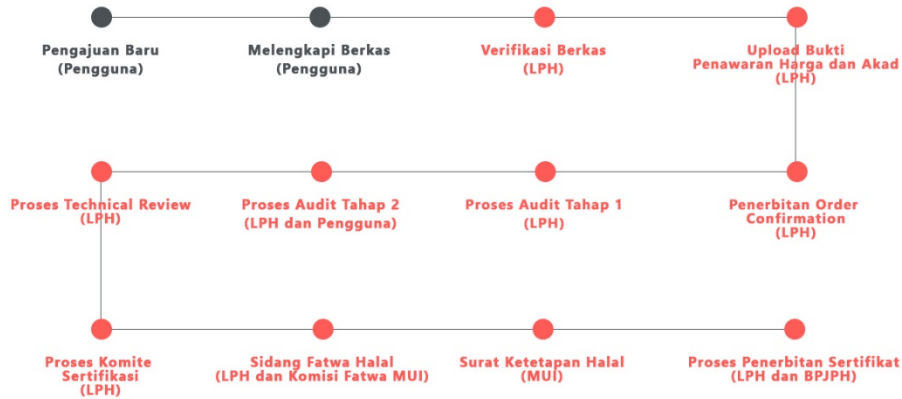 Pengajuan Baru
(Pengguna)
Melengkapi Berkas
(Pengguna)
Verifikasi Berkas
(LPH)
Upload Bukti
Penawaran Harga dan Akad
(LPH)
Proses Technical Review
(LPH)
Proses Audit Tahap 2
(LPH dan Pengguna)
Proses Audit Tahap 1
(LPH)
Penerbitan Order
Confirmation
(LPH)
Proses Komite
Sertifikasi
(LPH)
Sidang Fatwa Halal
(LPH dan Komisi Fatwa MUI)
Surat Ketetapan Halal
(MUI)
Proses Penerbitan Sertifikat
(LPH dan BPJPH)